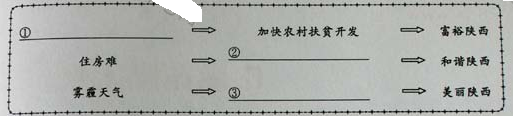 ① ⇒ 加快农村扶贫开发 ⇒ 富裕陕西
住房难 ⇒ ② ⇒ 和谐陕西
雾霾天气 ⇒ ③ ⇒ 美丽陕西